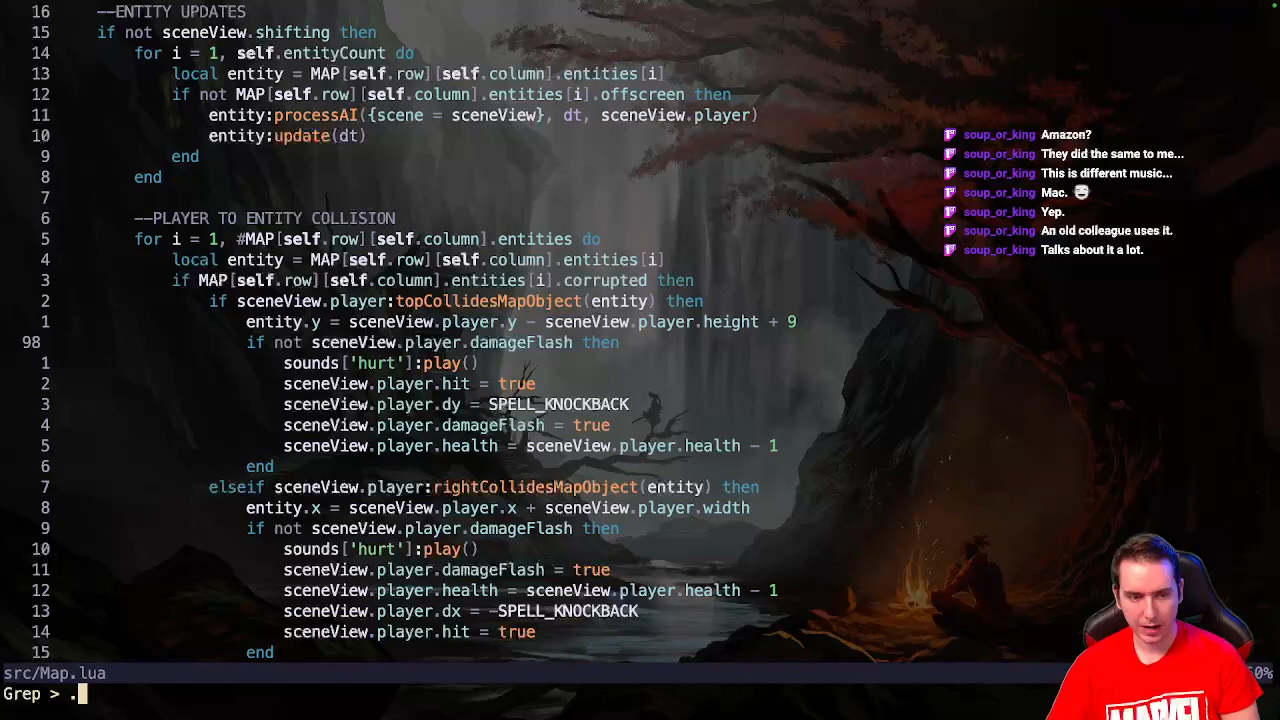 16 --ENTITY UPDATES
15 if not sceneView.shifting then
14 for i = 1, self.entityCount do
13 local entity = MAP[self.row][self.column].entities[i]
12 if not MAP[self.row][self.column].entities[i].offscreen then
11 entity:processAI({scene = sceneView}, dt, sceneView.player)
10 entity:update(dt)
9 end
8 end
7
6 --PLAYER TO ENTITY COLLISION
5 for i = 1, #MAP[self.row][self.column].entities do
4 local entity = MAP[self.row][self.column].entities[i]
3 if MAP[self.row][self.column].entities[i].corrupted then
2 if sceneView.player:topCollidesMapObject(entity) then
1 entity.y = sceneView.player.y - sceneView.player.height + 9
98 if not sceneView.player.damageFlash then
1 sounds['hurt']:play()
2 sceneView.player.hit = true
3 sceneView.player.dy = SPELL_KNOCKBACK
4 sceneView.player.damageFlash = true
5 sceneView.player.health = sceneView.player.health - 1
6 end
7 elseif sceneView.player:rightCollidesMapObject(entity) then
8 entity.x = sceneView.player.x + sceneView.player.width
9 if not sceneView.player.damageFlash then
10 sounds['hurt']:play()
11 sceneView.player.damageFlash = true
12 sceneView.player.health = sceneView.player.health - 1
13 sceneView.player.dx = -SPELL_KNOCKBACK
14 sceneView.player.hit = true
15 end
src/Map.lua
Grep > .
soup_or_king Amazon?
soup_or_king They did the same to me...
soup_or_king This is different music...
soup_or_king Mac.
soup_or_king Yep.
soup_or_king An old colleague uses it.
soup_or_king Talks about it a lot.
MARVEL